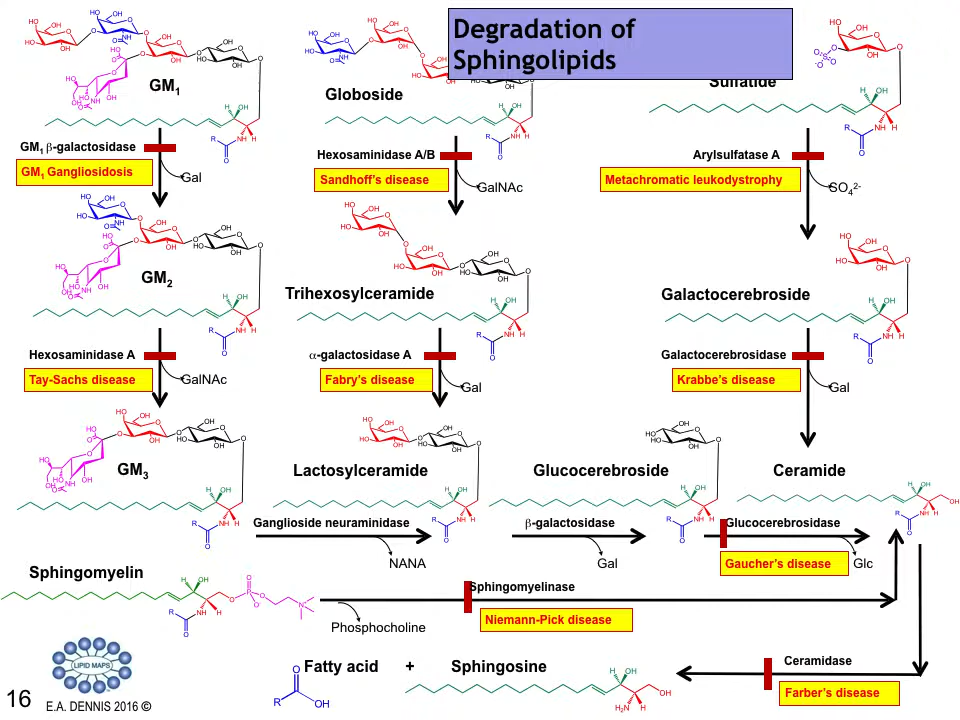 Degradation of
Sphingolipids
GM1
Globoside
Sulfatide
GM1 β-galactosidase
GM1 Gangliosidosis
Gal
Hexosaminidase A/B
Sandhoff's disease
GalNAc
Arylsulfatase A
Metachromatic leukodystrophy
SO4 2-
GM2
Trihexosylceramide
Galactocerebroside
Hexosaminidase A
Tay-Sachs disease
GalNAc
α-galactosidase A
Fabry's disease
Gal
Galactocerebrosidase
Krabbe's disease
Gal
GM3
Lactosylceramide
Glucocerebroside
Ceramide
Ganglioside neuraminidase
NANA
β-galactosidase
Gal
Glucocerebrosidase
Gaucher's disease
Glc
Sphingomyelin
Sphingomyelinase
Niemann-Pick disease
Phosphocholine
Fatty acid + Sphingosine
Ceramidase
Farber's disease
LIPID MAPS
16
E.A. DENNIS 2016 ©